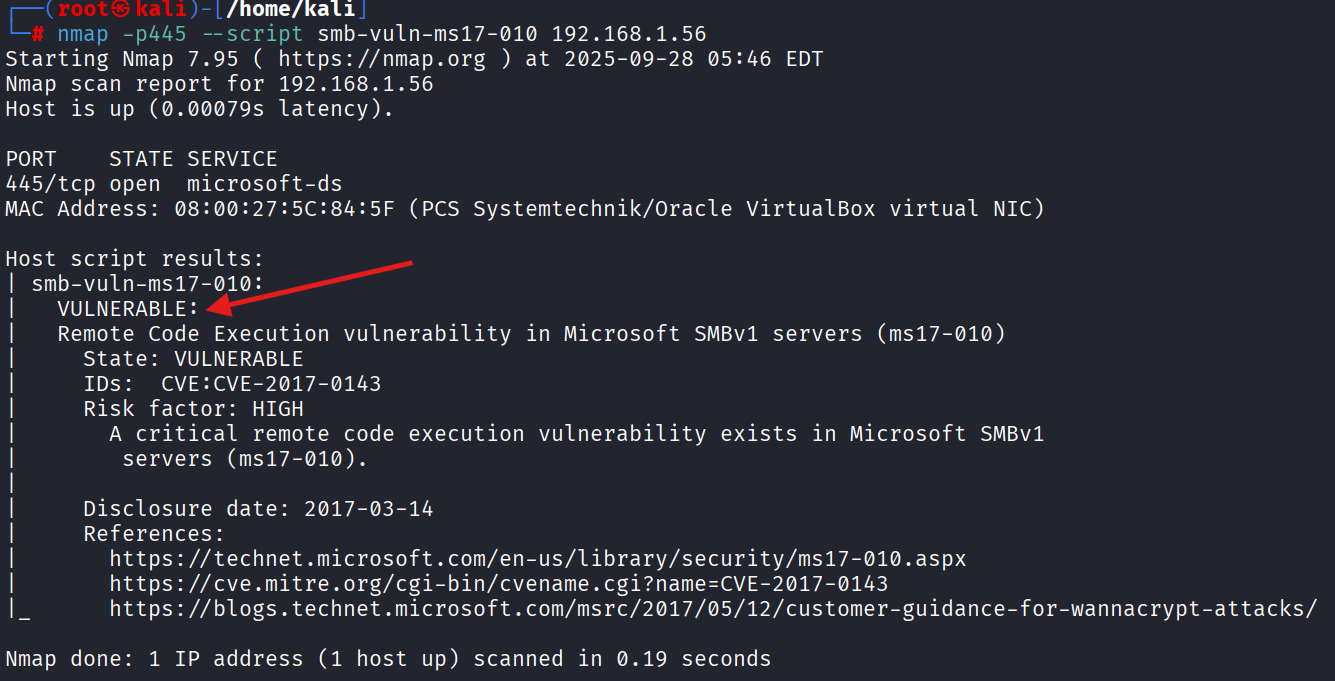 ┌──(root㉿kali)-[/home/kali]
└─# nmap -p445 --script smb-vuln-ms17-010 192.168.1.56
Starting Nmap 7.95 ( https://nmap.org ) at 2025-09-28 05:46 EDT
Nmap scan report for 192.168.1.56
Host is up (0.00079s latency).

PORT    STATE SERVICE
445/tcp open  microsoft-ds
MAC Address: 08:00:27:5C:84:5F (PCS Systemtechnik/Oracle VirtualBox virtual NIC)

Host script results:
| smb-vuln-ms17-010:
|   VULNERABLE:
|   Remote Code Execution vulnerability in Microsoft SMBv1 servers (ms17-010)
|     State: VULNERABLE
|     IDs:  CVE:CVE-2017-0143
|     Risk factor: HIGH
|       A critical remote code execution vulnerability exists in Microsoft SMBv1
|        servers (ms17-010).
|
|     Disclosure date: 2017-03-14
|     References:
|       https://technet.microsoft.com/en-us/library/security/ms17-010.aspx
|       https://cve.mitre.org/cgi-bin/cvename.cgi?name=CVE-2017-0143
|_      https://blogs.technet.microsoft.com/msrc/2017/05/12/customer-guidance-for-wannacrypt-attacks/

Nmap done: 1 IP address (1 host up) scanned in 0.19 seconds